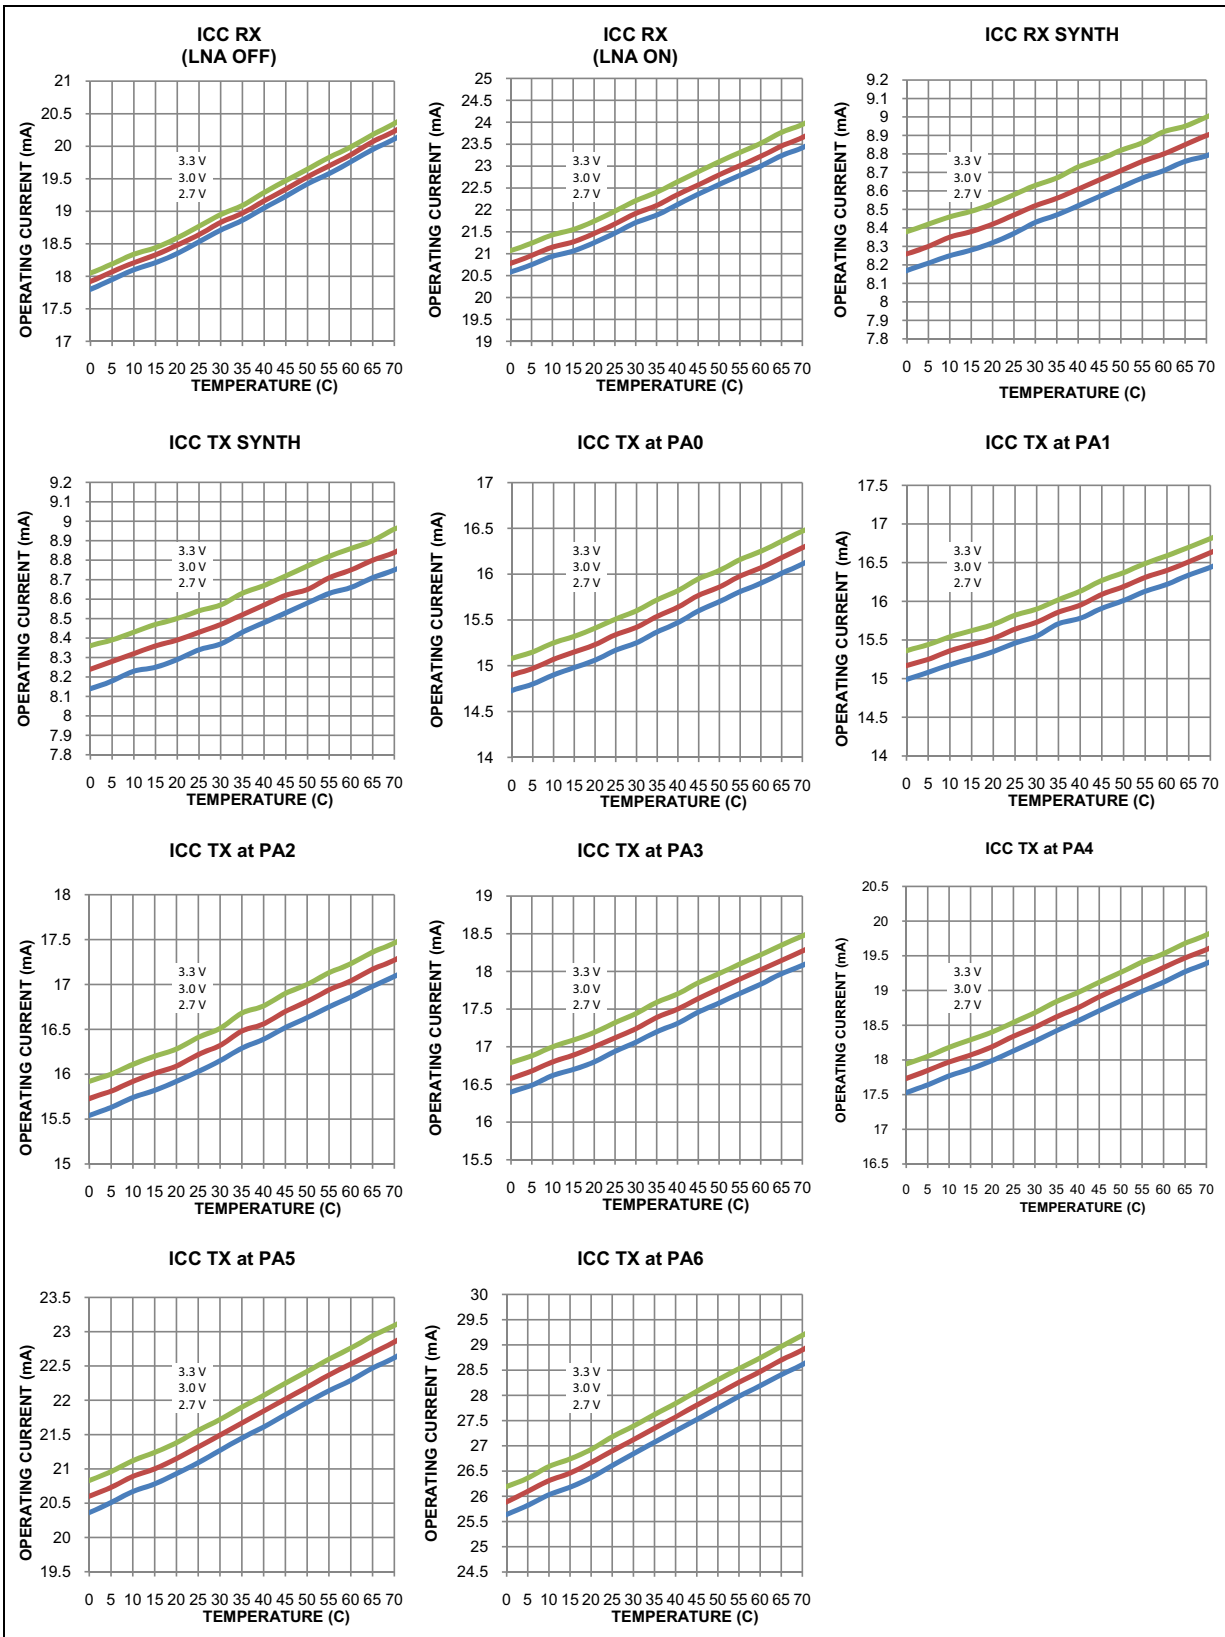 ICC RX
(LNA OFF)
OPERATING CURRENT (mA)
21
20.5
20
19.5
19
18.5
18
17.5
17
3.3 V
3.0 V
2.7 V
0 5 10 15 20 25 30 35 40 45 50 55 60 65 70
TEMPERATURE (C)
ICC RX
(LNA ON)
OPERATING CURRENT (mA)
25
24.5
24
23.5
23
22.5
22
21.5
21
20.5
20
19.5
19
3.3 V
3.0 V
2.7 V
0 5 10 15 20 25 30 35 40 45 50 55 60 65 70
TEMPERATURE (C)
ICC RX SYNTH
OPERATING CURRENT (mA)
9.2
9.1
9
8.9
8.8
8.7
8.6
8.5
8.4
8.3
8.2
8.1
8
7.9
7.8
3.3 V
3.0 V
2.7 V
0 5 10 15 20 25 30 35 40 45 50 55 60 65 70
TEMPERATURE (C)
ICC TX SYNTH
OPERATING CURRENT (mA)
9.2
9.1
9
8.9
8.8
8.7
8.6
8.5
8.4
8.3
8.2
8.1
8
7.9
7.8
3.3 V
3.0 V
2.7 V
0 5 10 15 20 25 30 35 40 45 50 55 60 65 70
TEMPERATURE (C)
ICC TX at PA0
OPERATING CURRENT (mA)
17
16.5
16
15.5
15
14.5
14
3.3 V
3.0 V
2.7 V
0 5 10 15 20 25 30 35 40 45 50 55 60 65 70
TEMPERATURE (C)
ICC TX at PA1
OPERATING CURRENT (mA)
17.5
17
16.5
16
15.5
15
14.5
14
3.3 V
3.0 V
2.7 V
0 5 10 15 20 25 30 35 40 45 50 55 60 65 70
TEMPERATURE (C)
ICC TX at PA2
OPERATING CURRENT (mA)
18
17.5
17
16.5
16
15.5
15
3.3 V
3.0 V
2.7 V
0 5 10 15 20 25 30 35 40 45 50 55 60 65 70
TEMPERATURE (C)
ICC TX at PA3
OPERATING CURRENT (mA)
19
18.5
18
17.5
17
16.5
16
15.5
3.3 V
3.0 V
2.7 V
0 5 10 15 20 25 30 35 40 45 50 55 60 65 70
TEMPERATURE (C)
ICC TX at PA4
OPERATING CURRENT (mA)
20.5
20
19.5
19
18.5
18
17.5
17
16.5
3.3 V
3.0 V
2.7 V
0 5 10 15 20 25 30 35 40 45 50 55 60 65 70
TEMPERATURE (C)
ICC TX at PA5
OPERATING CURRENT (mA)
23.5
23
22.5
22
21.5
21
20.5
20
19.5
3.3 V
3.0 V
2.7 V
0 5 10 15 20 25 30 35 40 45 50 55 60 65 70
TEMPERATURE (C)
ICC TX at PA6
OPERATING CURRENT (mA)
30
29.5
29
28.5
28
27.5
27
26.5
26
25.5
25
24.5
3.3 V
3.0 V
2.7 V
0 5 10 15 20 25 30 35 40 45 50 55 60 65 70
TEMPERATURE (C)